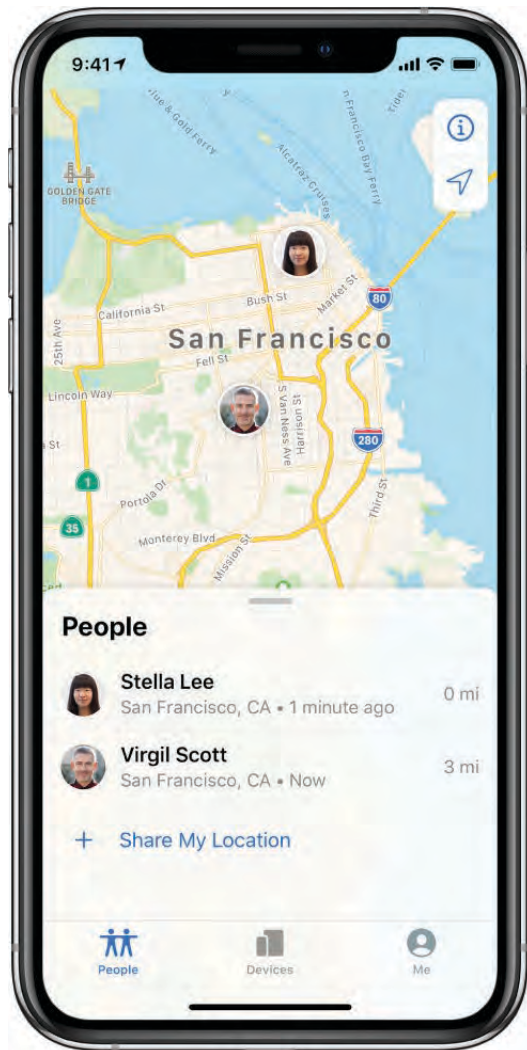 9:41
Blue & Gold Ferry
Alcatraz Cruises
n Francisco Bay Ferry
Tider
GOLDEN GATE
BRIDGE
California St
Bush St
Market St
80
25th Ave
San Francisco
Fell St
Lincoln Way
S Van Ness Ave
Harrison St
280
1
Portola Dr
Third St
35
Monterey Blvd
Mission St
People
Stella Lee
San Francisco, CA • 1 minute ago
0 mi
Virgil Scott
San Francisco, CA • Now
3 mi
+ Share My Location
People
Devices
Me